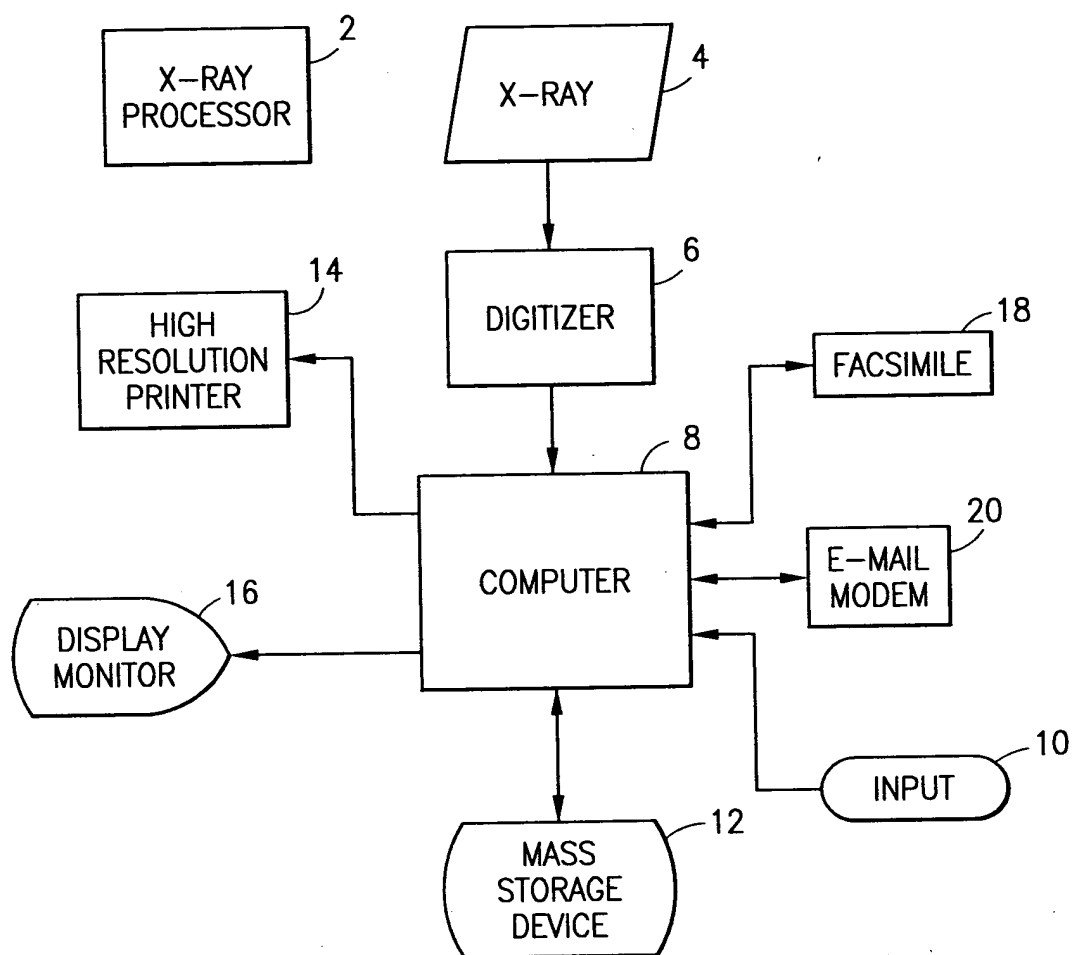 2
X-RAY
PROCESSOR
4
X-RAY
6
DIGITIZER
14
HIGH
RESOLUTION
PRINTER
18
FACSIMILE
8
COMPUTER
20
E-MAIL
MODEM
16
DISPLAY
MONITOR
10
INPUT
12
MASS
STORAGE
DEVICE